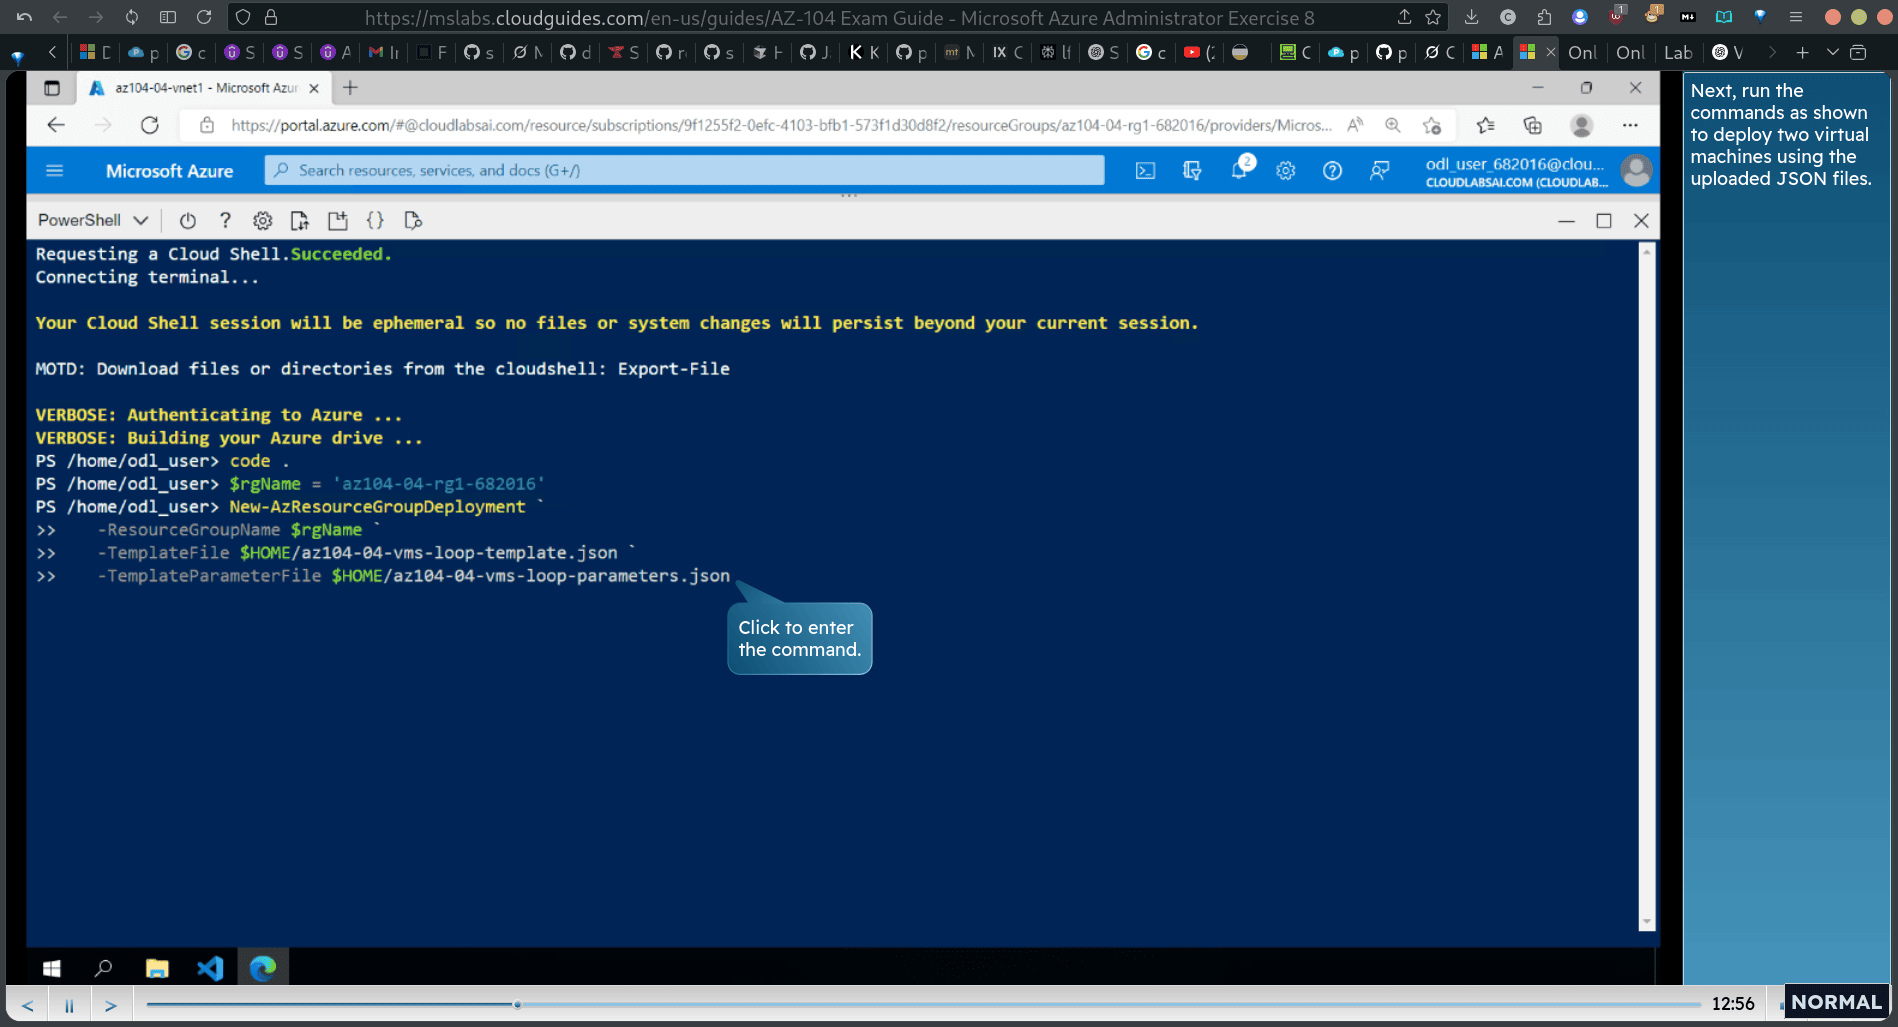 https://mslabs.cloudguides.com/en-us/guides/AZ-104 Exam Guide - Microsoft Azure Administrator Exercise 8
Onl
Onl
Lab
az104-04-vnet1 - Microsoft Azur
https://portal.azure.com/#@cloudlabsai.com/resource/subscriptions/9f1255f2-0efc-4103-bfb1-573f1d30d8f2/resourceGroups/az104-04-rg1-682016/providers/Micros...
Microsoft Azure
Search resources, services, and docs (G+/)
2
odl_user_682016@clou...
CLOUDLABSAI.COM (CLOUDLAB...
PowerShell
Requesting a Cloud Shell.Succeeded.
Connecting terminal...
Your Cloud Shell session will be ephemeral so no files or system changes will persist beyond your current session.
MOTD: Download files or directories from the cloudshell: Export-File
VERBOSE: Authenticating to Azure ...
VERBOSE: Building your Azure drive ...
PS /home/odl_user> code .
PS /home/odl_user> $rgName = 'az104-04-rg1-682016'
PS /home/odl_user> New-AzResourceGroupDeployment `
>>    -ResourceGroupName $rgName `
>>    -TemplateFile $HOME/az104-04-vms-loop-template.json `
>>    -TemplateParameterFile $HOME/az104-04-vms-loop-parameters.json
Click to enter
the command.
Next, run the
commands as shown
to deploy two virtual
machines using the
uploaded JSON files.
12:56
NORMAL